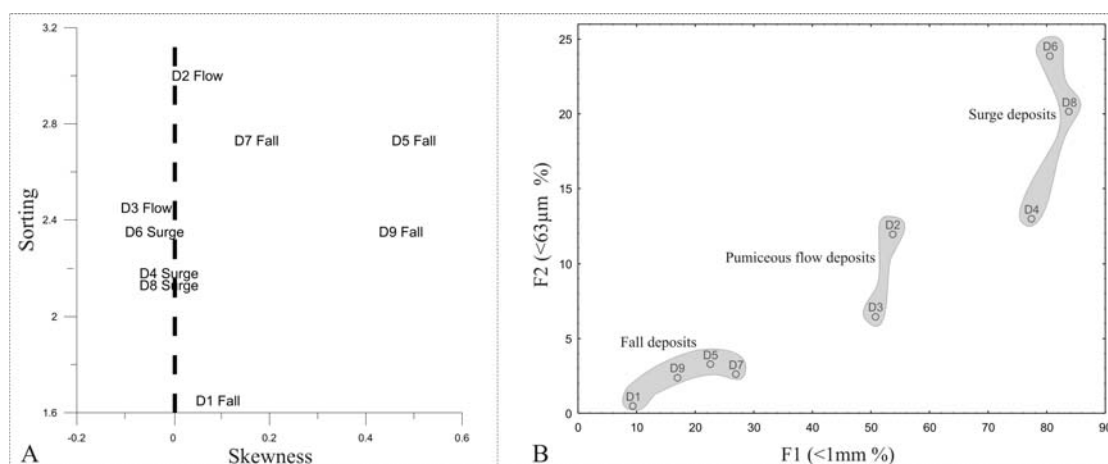 3.2
2.8
2.4
2
1.6
Sorting
D2 Flow
D7 Fall
D5 Fall
D3 Flow
D6 Surge
D9 Fall
D4 Surge
D8 Surge
D1 Fall
-0.2
0
0.2
0.4
0.6
A
Skewness
25
20
15
10
5
0
F2 (<63µm %)
D6
D8
Surge deposits
D4
D2
Pumiceous flow deposits
D3
Fall deposits
D5
D7
D9
D1
0
10
20
30
40
50
60
70
80
90
B
F1 (<1mm %)